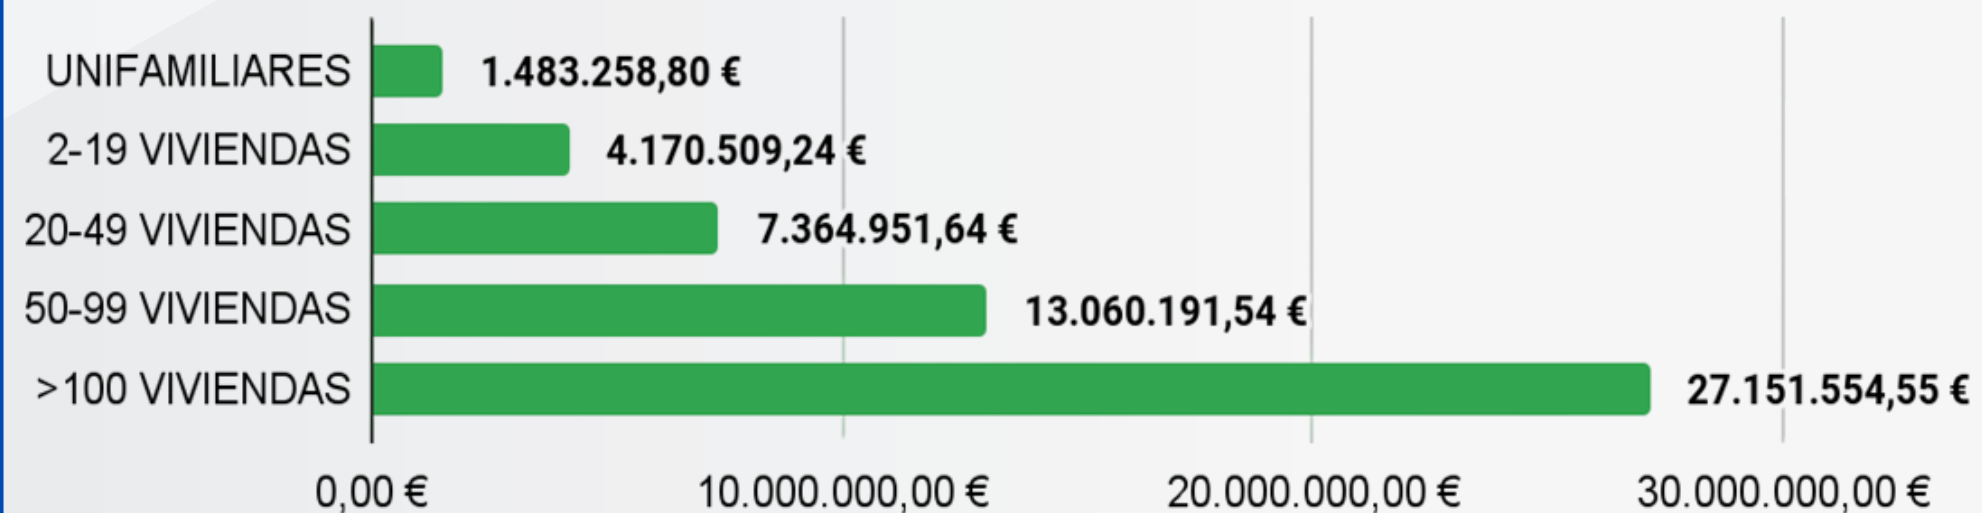 UNIFAMILIARES 1.483.258,80 €
2-19 VIVIENDAS 4.170.509,24 €
20-49 VIVIENDAS 7.364.951,64 €
50-99 VIVIENDAS 13.060.191,54 €
>100 VIVIENDAS 27.151.554,55 €
0,00 € 10.000.000,00 € 20.000.000,00 € 30.000.000,00 €